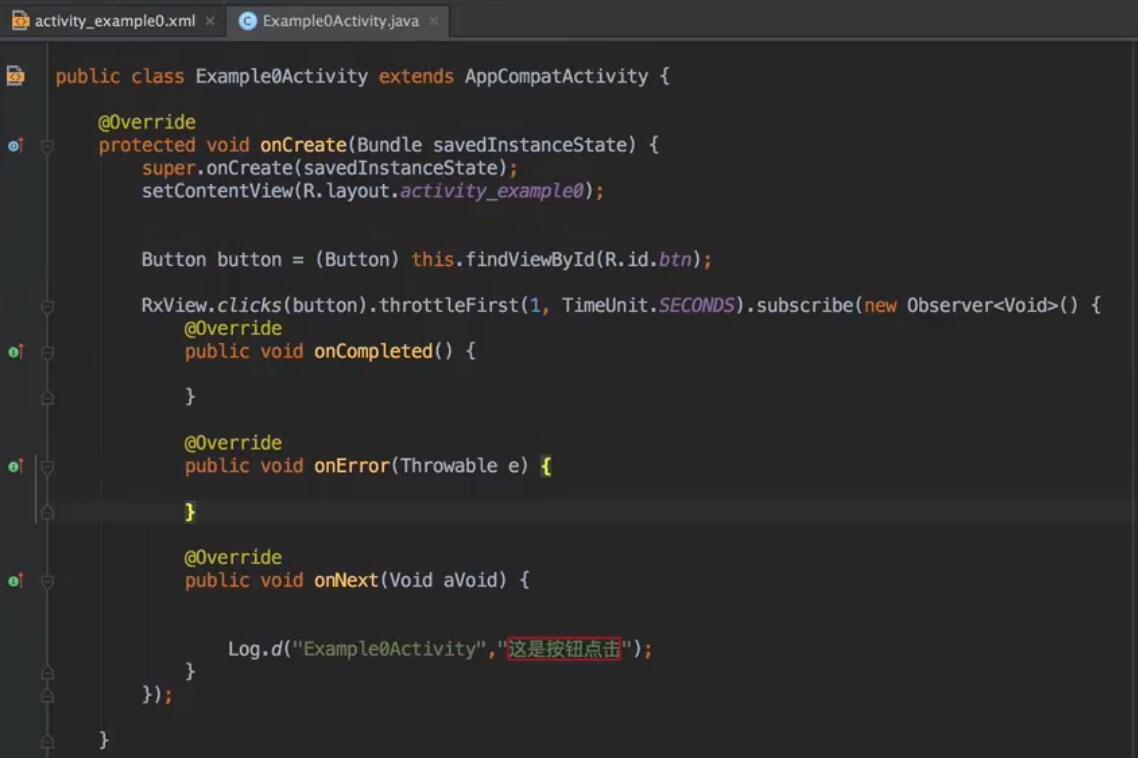 activity_example0.xml
Example0Activity.java
public class Example0Activity extends AppCompatActivity {
@Override
protected void onCreate(Bundle savedInstanceState) {
super.onCreate(savedInstanceState);
setContentView(R.layout.activity_example0);
Button button = (Button) this.findViewById(R.id.btn);
RxView.clicks(button).throttleFirst(1, TimeUnit.SECONDS).subscribe(new Observer<Void>() {
@Override
public void onCompleted() {
}
@Override
public void onError(Throwable e) {
}
@Override
public void onNext(Void aVoid) {
Log.d("Example0Activity","这是按钮点击");
}
});
}